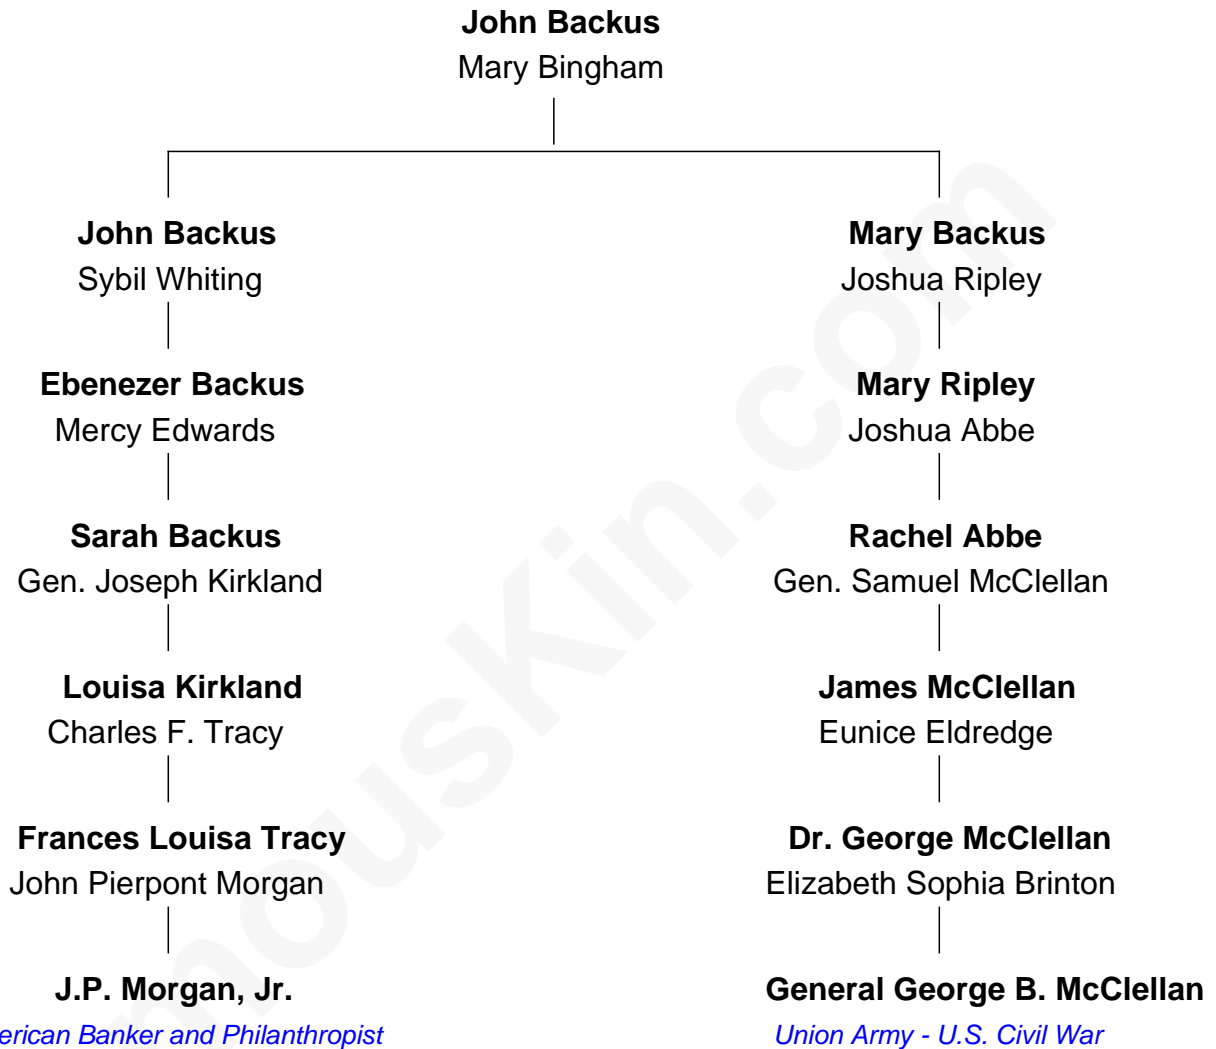 John Backus
Mary Bingham
John Backus
Sybil Whiting
Mary Backus
Joshua Ripley
Ebenezer Backus
Mercy Edwards
Mary Ripley
Joshua Abbe
Sarah Backus
Gen. Joseph Kirkland
Rachel Abbe
Gen. Samuel McClellan
Louisa Kirkland
Charles F. Tracy
James McClellan
Eunice Eldredge
Frances Louisa Tracy
John Pierpont Morgan
Dr. George McClellan
Elizabeth Sophia Brinton
J.P. Morgan, Jr.
erican Banker and Philanthropist
General George B. McClellan
Union Army - U.S. Civil War
mousKin.com